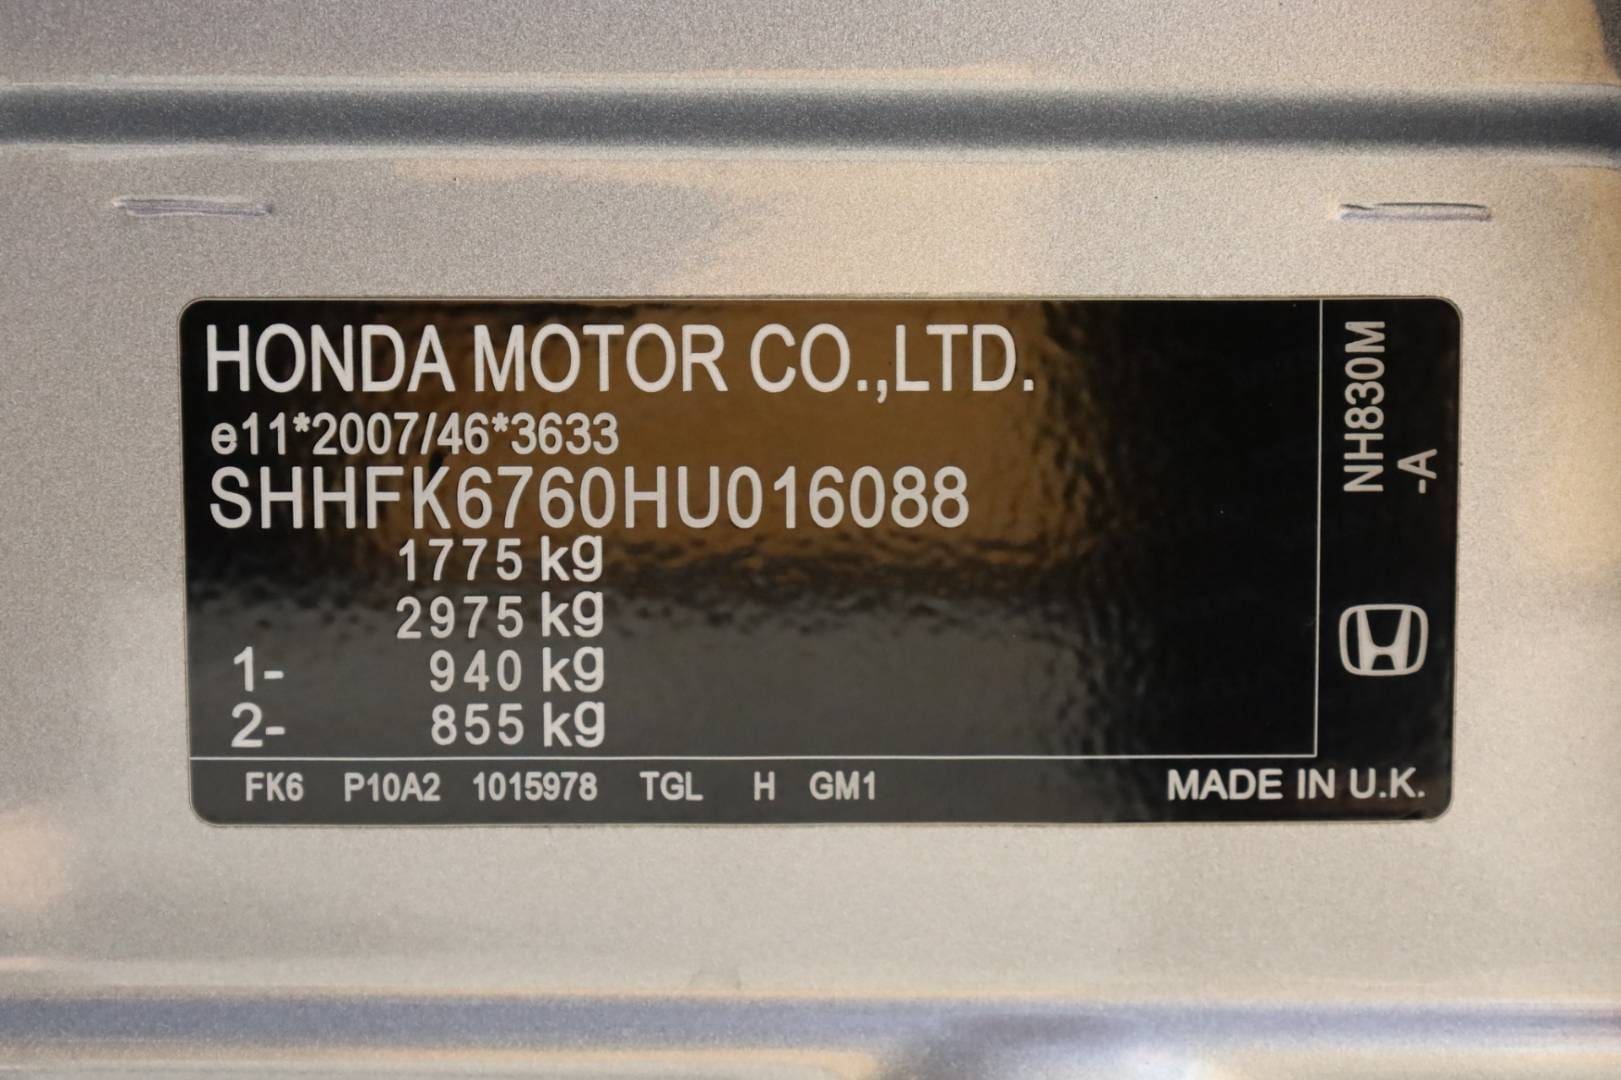 HONDA MOTOR CO.,LTD.
e11*2007/46*3633
SHHFK6760HU016088
1775 kg
2975 kg
1- 940 kg
2- 855 kg
FK6 P10A2 1015978 TGL H GM1 MADE IN U.K.
NH830M
-A